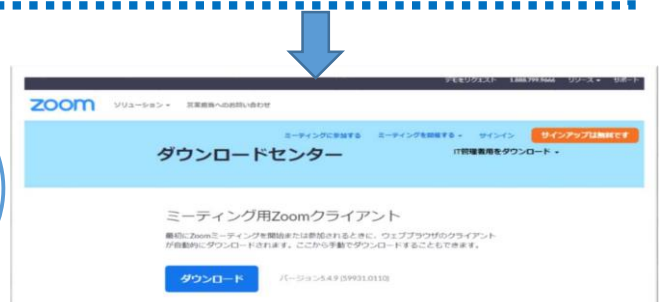 デモをリクエスト 1.888.799.9666 リソース サポート
zoom ソリューション 営業担当へのお問い合わせ
ミーティングに参加する ミーティングを開催する サインイン サインアップは無料です
ダウンロードセンター IT管理者用をダウンロード
ミーティング用Zoomクライアント
最初にZoomミーティングを開始または参加されるときに、ウェブブラウザのクライアント
が自動的にダウンロードされます。ここから手動でダウンロードすることもできます。
ダウンロード バージョン5.4.9 (59931.0110)